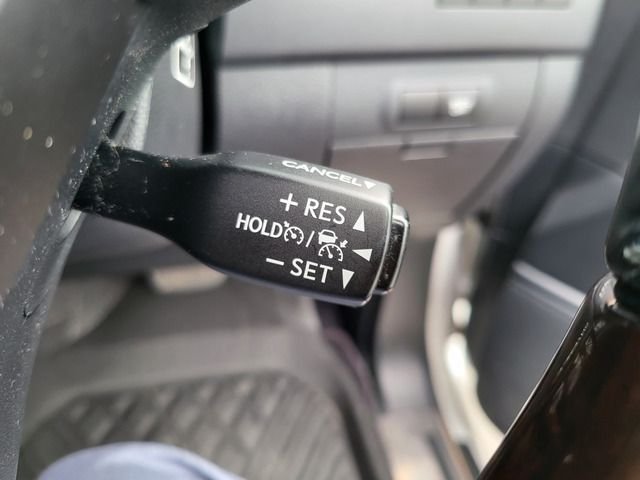 CANCEL
+ RES
HOLD /
− SET